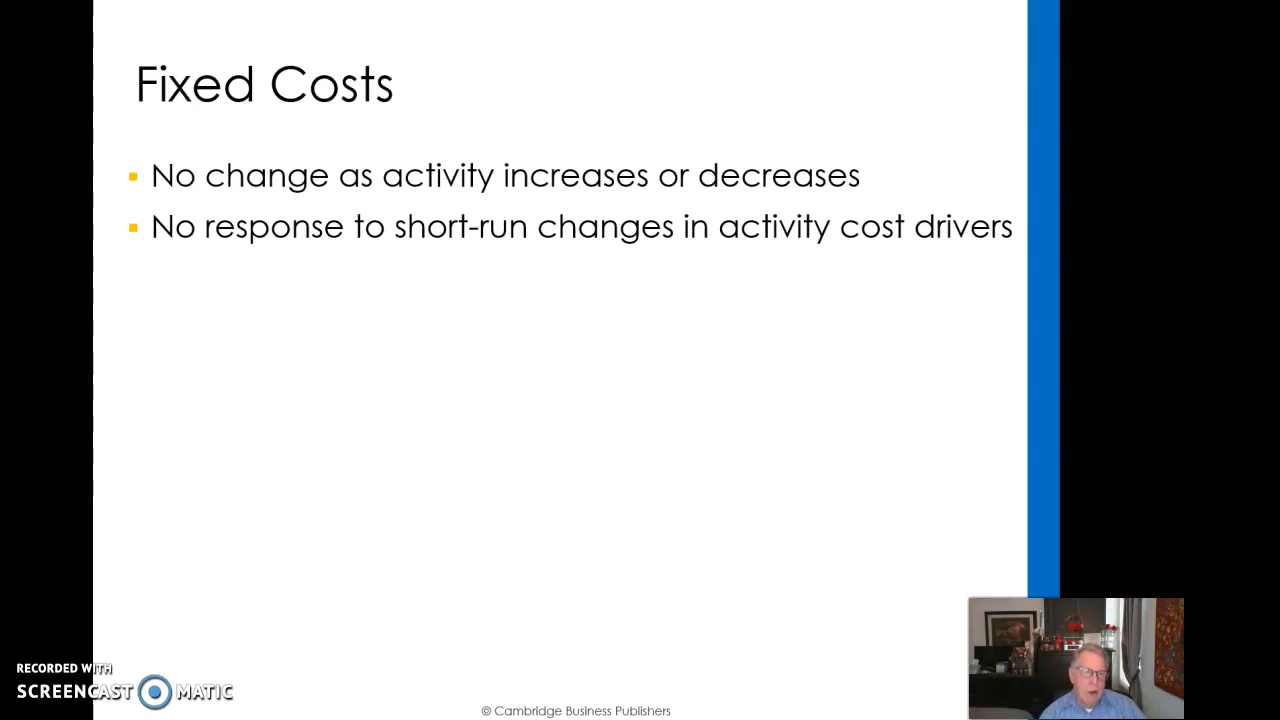 Fixed Costs
No change as activity increases or decreases
No response to short-run changes in activity cost drivers
RECORDED WITH
SCREENCAST MATIC
© Cambridge Business Publishers